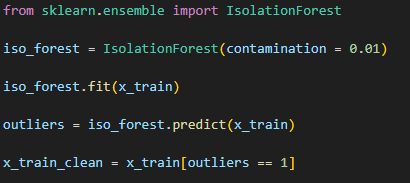 from sklearn.ensemble import IsolationForest
iso_forest = IsolationForest(contamination = 0.01)
iso_forest.fit(x_train)
outliers = iso_forest.predict(x_train)
x_train_clean = x_train[outliers == 1]